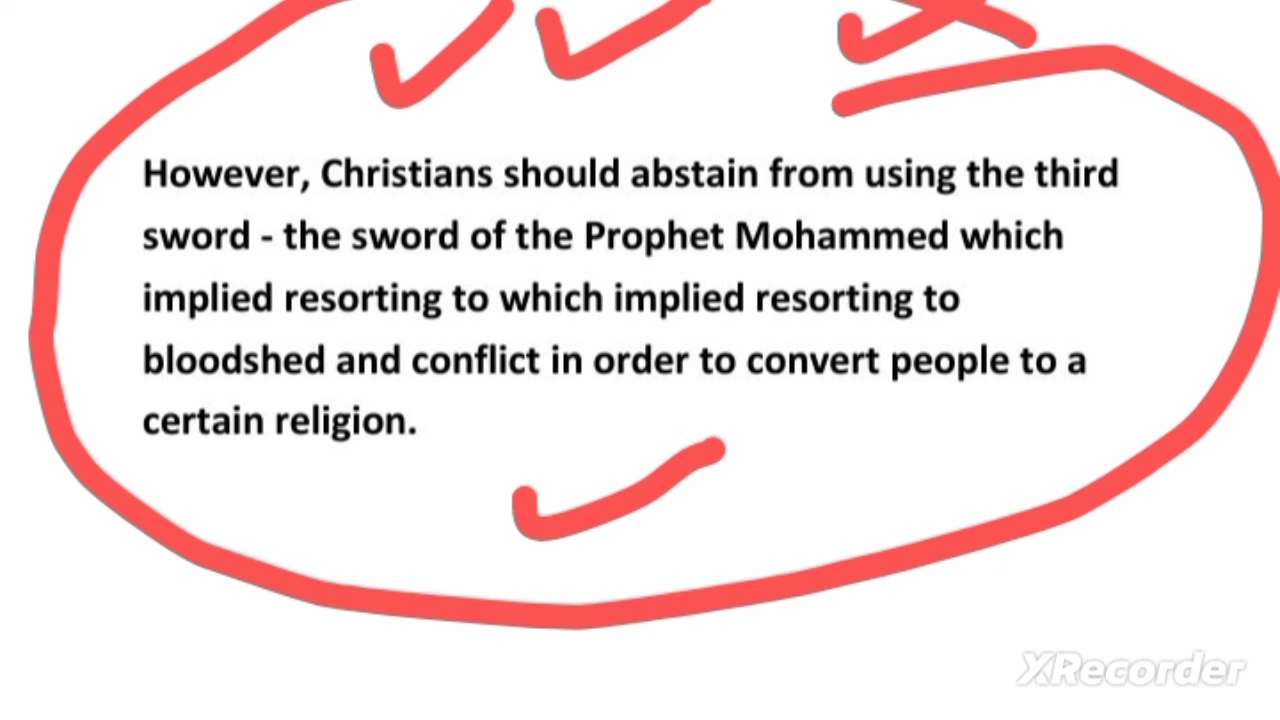 However, Christians should abstain from using the third
sword - the sword of the Prophet Mohammed which
implied resorting to which implied resorting to
bloodshed and conflict in order to convert people to a
certain religion.
XRecorder